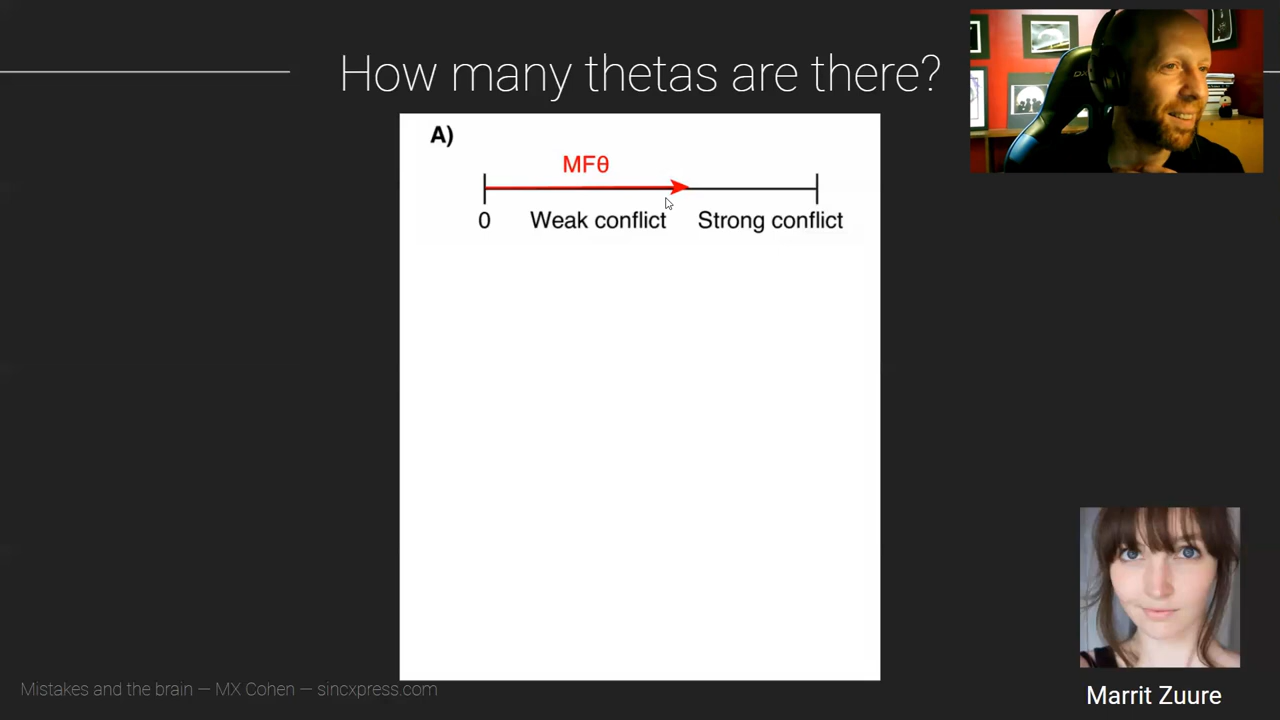 How many thetas are there?
A)
MFθ
0 Weak conflict Strong conflict
Mistakes and the brain — MX Cohen — sincxpress.com
Marrit Zuure